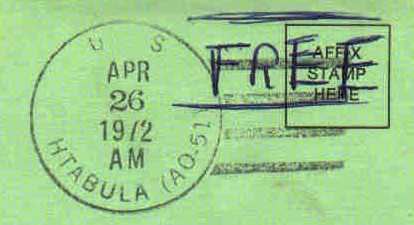 U S
APR
26
1972
AM
HTABULA (AO-51)
FREE
AFFIX
STAMP
HERE